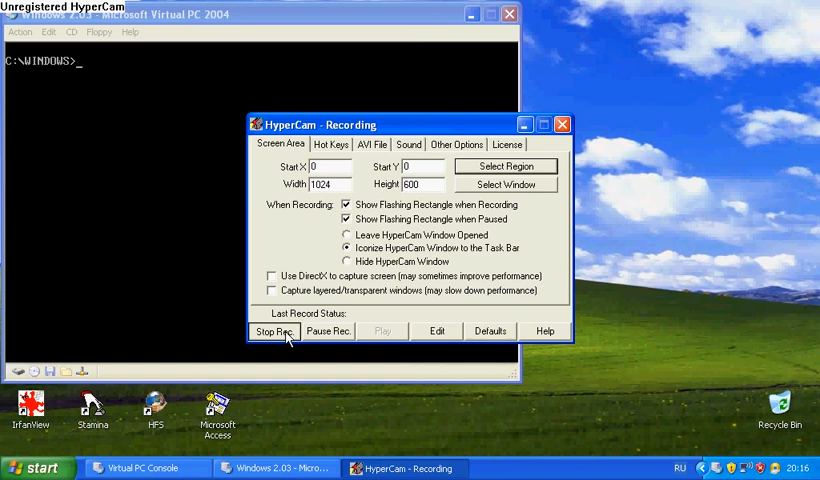 Unregistered HyperCam
Windows 2.03 - Microsoft Virtual PC 2004
Action Edit CD Floppy Help
C:\WINDOWS>_
HyperCam - Recording
Screen Area Hot Keys AVI File Sound Other Options License
Start X 0 Start Y 0 Select Region
Width 1024 Height 600 Select Window
When Recording: Show Flashing Rectangle when Recording
Show Flashing Rectangle when Paused
Leave HyperCam Window Opened
Iconize HyperCam Window to the Task Bar
Hide HyperCam Window
Use DirectX to capture screen (may sometimes improve performance)
Capture layered/transparent windows (may slow down performance)
Last Record Status:
Stop Rec. Pause Rec. Play Edit Defaults Help
IrfanView Stamina HFS Microsoft Access Recycle Bin
start Virtual PC Console Windows 2.03 - Micro... HyperCam - Recording RU 20:16